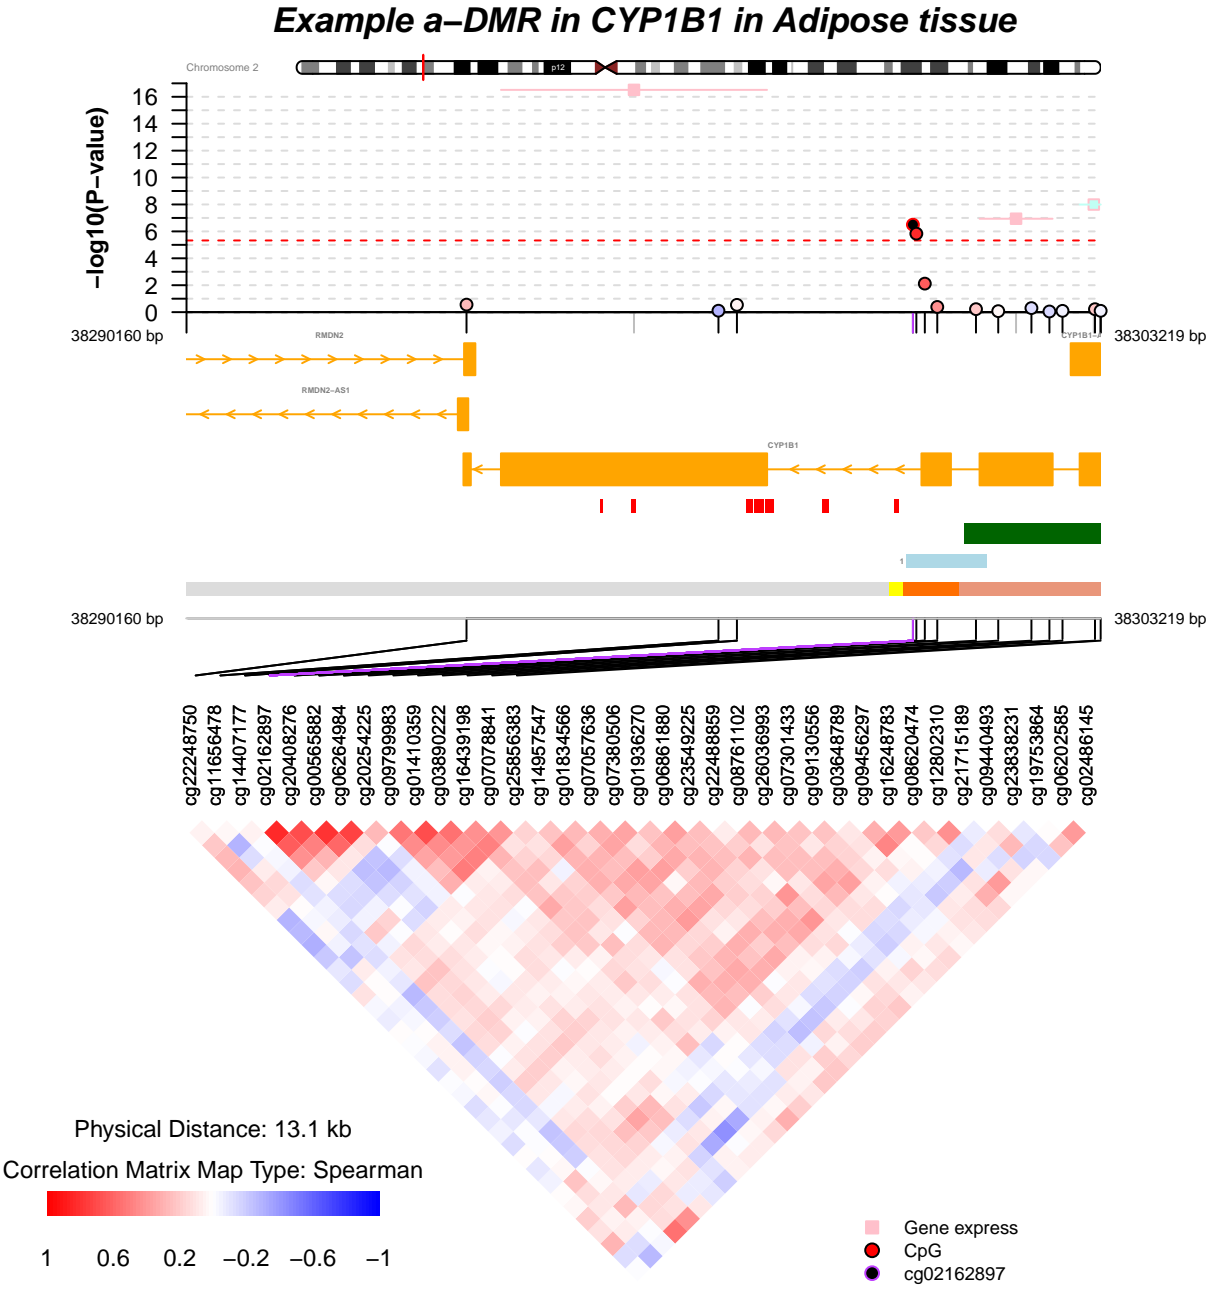 Example a–DMR in CYP1B1 in Adipose tissue
Chromosome 2
p12
−log10(P−value)
16
14
12
10
8
6
4
2
0
38290160 bp
38303219 bp
RMDN2
CYP1B1−A
RMDN2−AS1
CYP1B1
1
38290160 bp
38303219 bp
cg22248750
cg11656478
cg14407177
cg02162897
cg20408276
cg00565882
cg06264984
cg20254225
cg09799983
cg01410359
cg03890222
cg16439198
cg07078841
cg25856383
cg14957547
cg01834566
cg07057636
cg07380506
cg01936270
cg06861880
cg23549225
cg22488859
cg08761102
cg26036993
cg07301433
cg09130556
cg03648789
cg09456297
cg16248783
cg08620474
cg12802310
cg21715189
cg09440493
cg23838231
cg19753864
cg06202585
cg02486145
Physical Distance: 13.1 kb
Correlation Matrix Map Type: Spearman
1 0.6 0.2 −0.2 −0.6 −1
Gene express
CpG
cg02162897